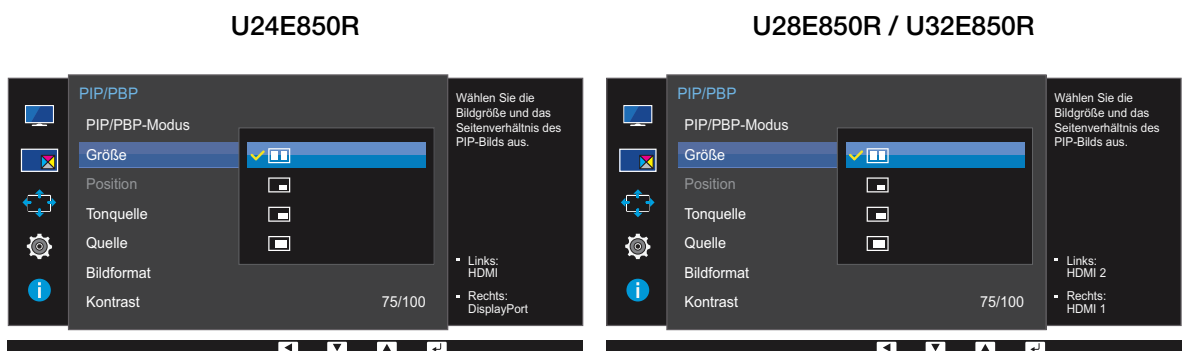 U24E850R
PIP/PBP
PIP/PBP-Modus
Größe
Position
Tonquelle
Quelle
Bildformat
Kontrast 75/100
Wählen Sie die
Bildgröße und das
Seitenverhältnis des
PIP-Bilds aus.
Links:
HDMI
Rechts:
DisplayPort
U28E850R / U32E850R
PIP/PBP
PIP/PBP-Modus
Größe
Position
Tonquelle
Quelle
Bildformat
Kontrast 75/100
Wählen Sie die
Bildgröße und das
Seitenverhältnis des
PIP-Bilds aus.
Links:
HDMI 2
Rechts:
HDMI 1